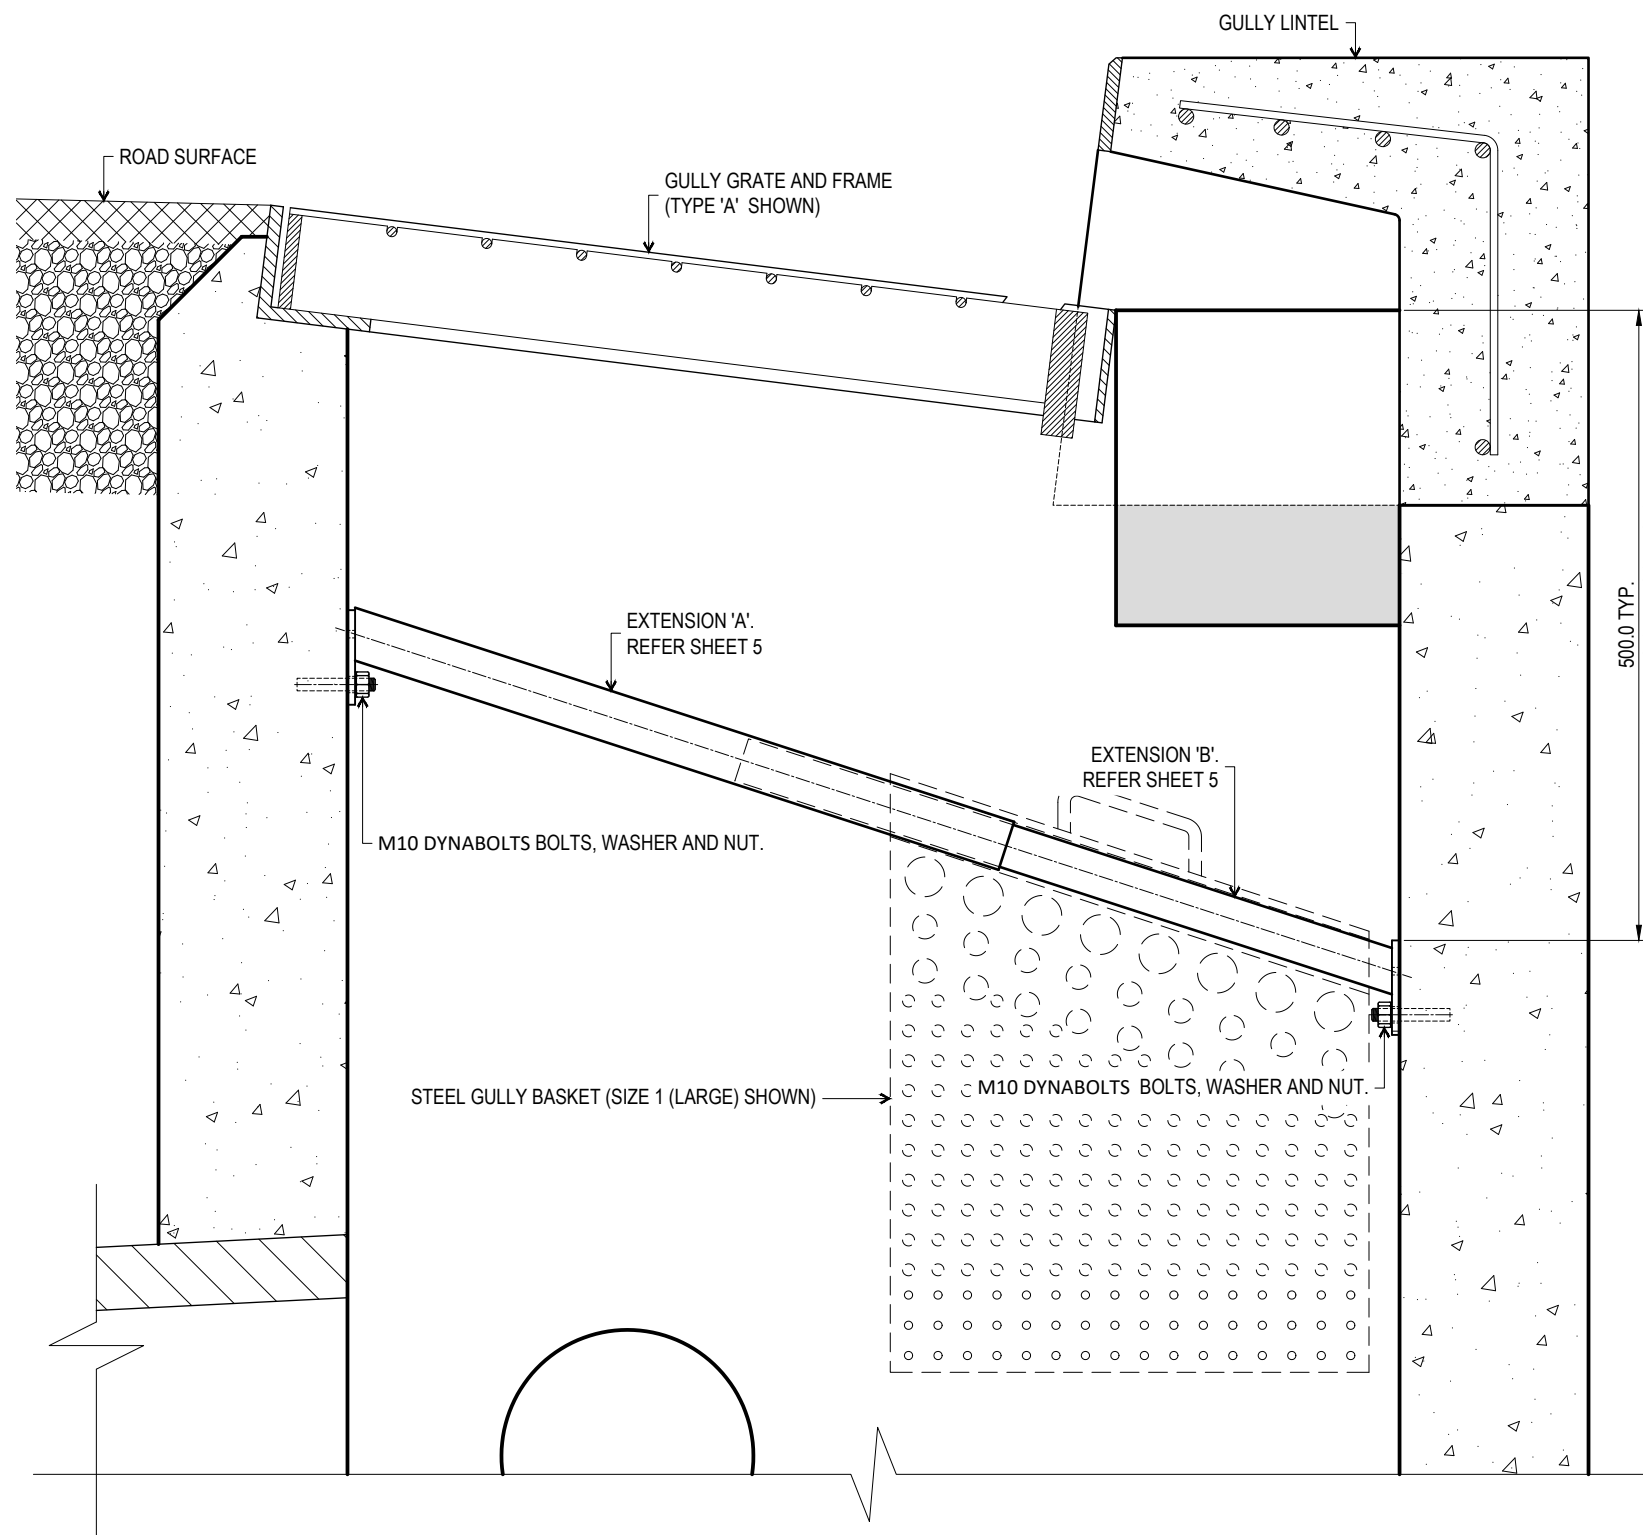 GULLY LINTEL
ROAD SURFACE
GULLY GRATE AND FRAME
(TYPE 'A' SHOWN)
500.0 TYP.
EXTENSION 'A'.
REFER SHEET 5
EXTENSION 'B'.
REFER SHEET 5
M10 DYNABOLTS BOLTS, WASHER AND NUT.
STEEL GULLY BASKET (SIZE 1 (LARGE) SHOWN)
M10 DYNABOLTS BOLTS, WASHER AND NUT.